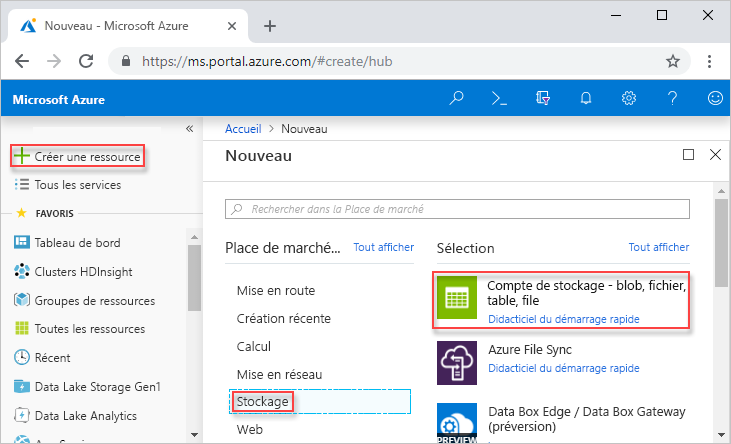 Nouveau - Microsoft Azure
https://ms.portal.azure.com/#create/hub
Microsoft Azure
Créer une ressource
Tous les services
FAVORIS
Tableau de bord
Clusters HDInsight
Groupes de ressources
Toutes les ressources
Récent
Data Lake Storage Gen1
Data Lake Analytics
Accueil > Nouveau
Nouveau
Rechercher dans la Place de marché
Place de marché... Tout afficher
Mise en route
Création récente
Calcul
Mise en réseau
Stockage
Web
Sélection Tout afficher
Compte de stockage - blob, fichier,
table, file
Didacticiel du démarrage rapide
Azure File Sync
Didacticiel du démarrage rapide
Data Box Edge / Data Box Gateway
(préversion)
PREVIEW